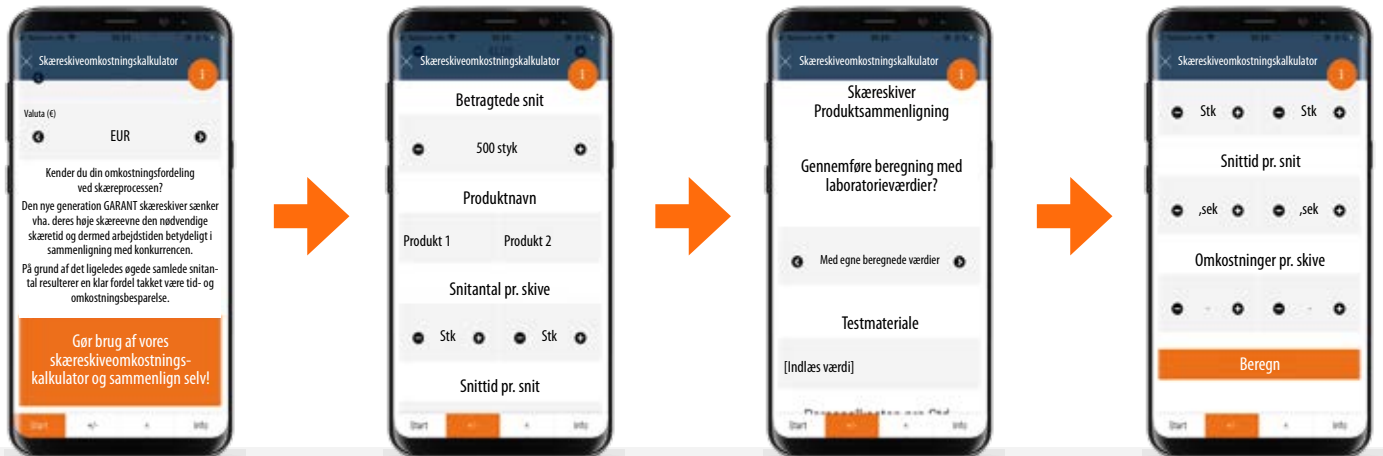 Skæreskiveomkostningskalkulator
i
Valuta (€)
EUR
Kender du din omkostningsfordeling
ved skæreprocessen?
Den nye generation GARANT skæreskiver sænker
vha. deres høje skæreevne den nødvendige
skæretid og dermed arbejdstiden betydeligt i
sammenligning med konkurrencen.
På grund af det ligeledes øgede samlede snitan-
tal resulterer en klar fordel takket være tid- og
omkostningsbesparelse.
Gør brug af vores
skæreskiveomkostnings-
kalkulator og sammenlign selv!
Start +/- Info
Skæreskiveomkostningskalkulator
i
Betragtede snit
500 styk
Produktnavn
Produkt 1 Produkt 2
Snitantal pr. skive
Stk Stk
Snittid pr. snit
Start +/- Info
Skæreskiveomkostningskalkulator
i
Skæreskiver
Produktsammenligning
Gennemføre beregning med
laboratorieværdier?
Med egne beregnede værdier
Testmateriale
[Indlæs værdi]
Start +/- Info
Skæreskiveomkostningskalkulator
i
Stk Stk
Snittid pr. snit
,sek ,sek
Omkostninger pr. skive
- -
Beregn
Start +/- Info